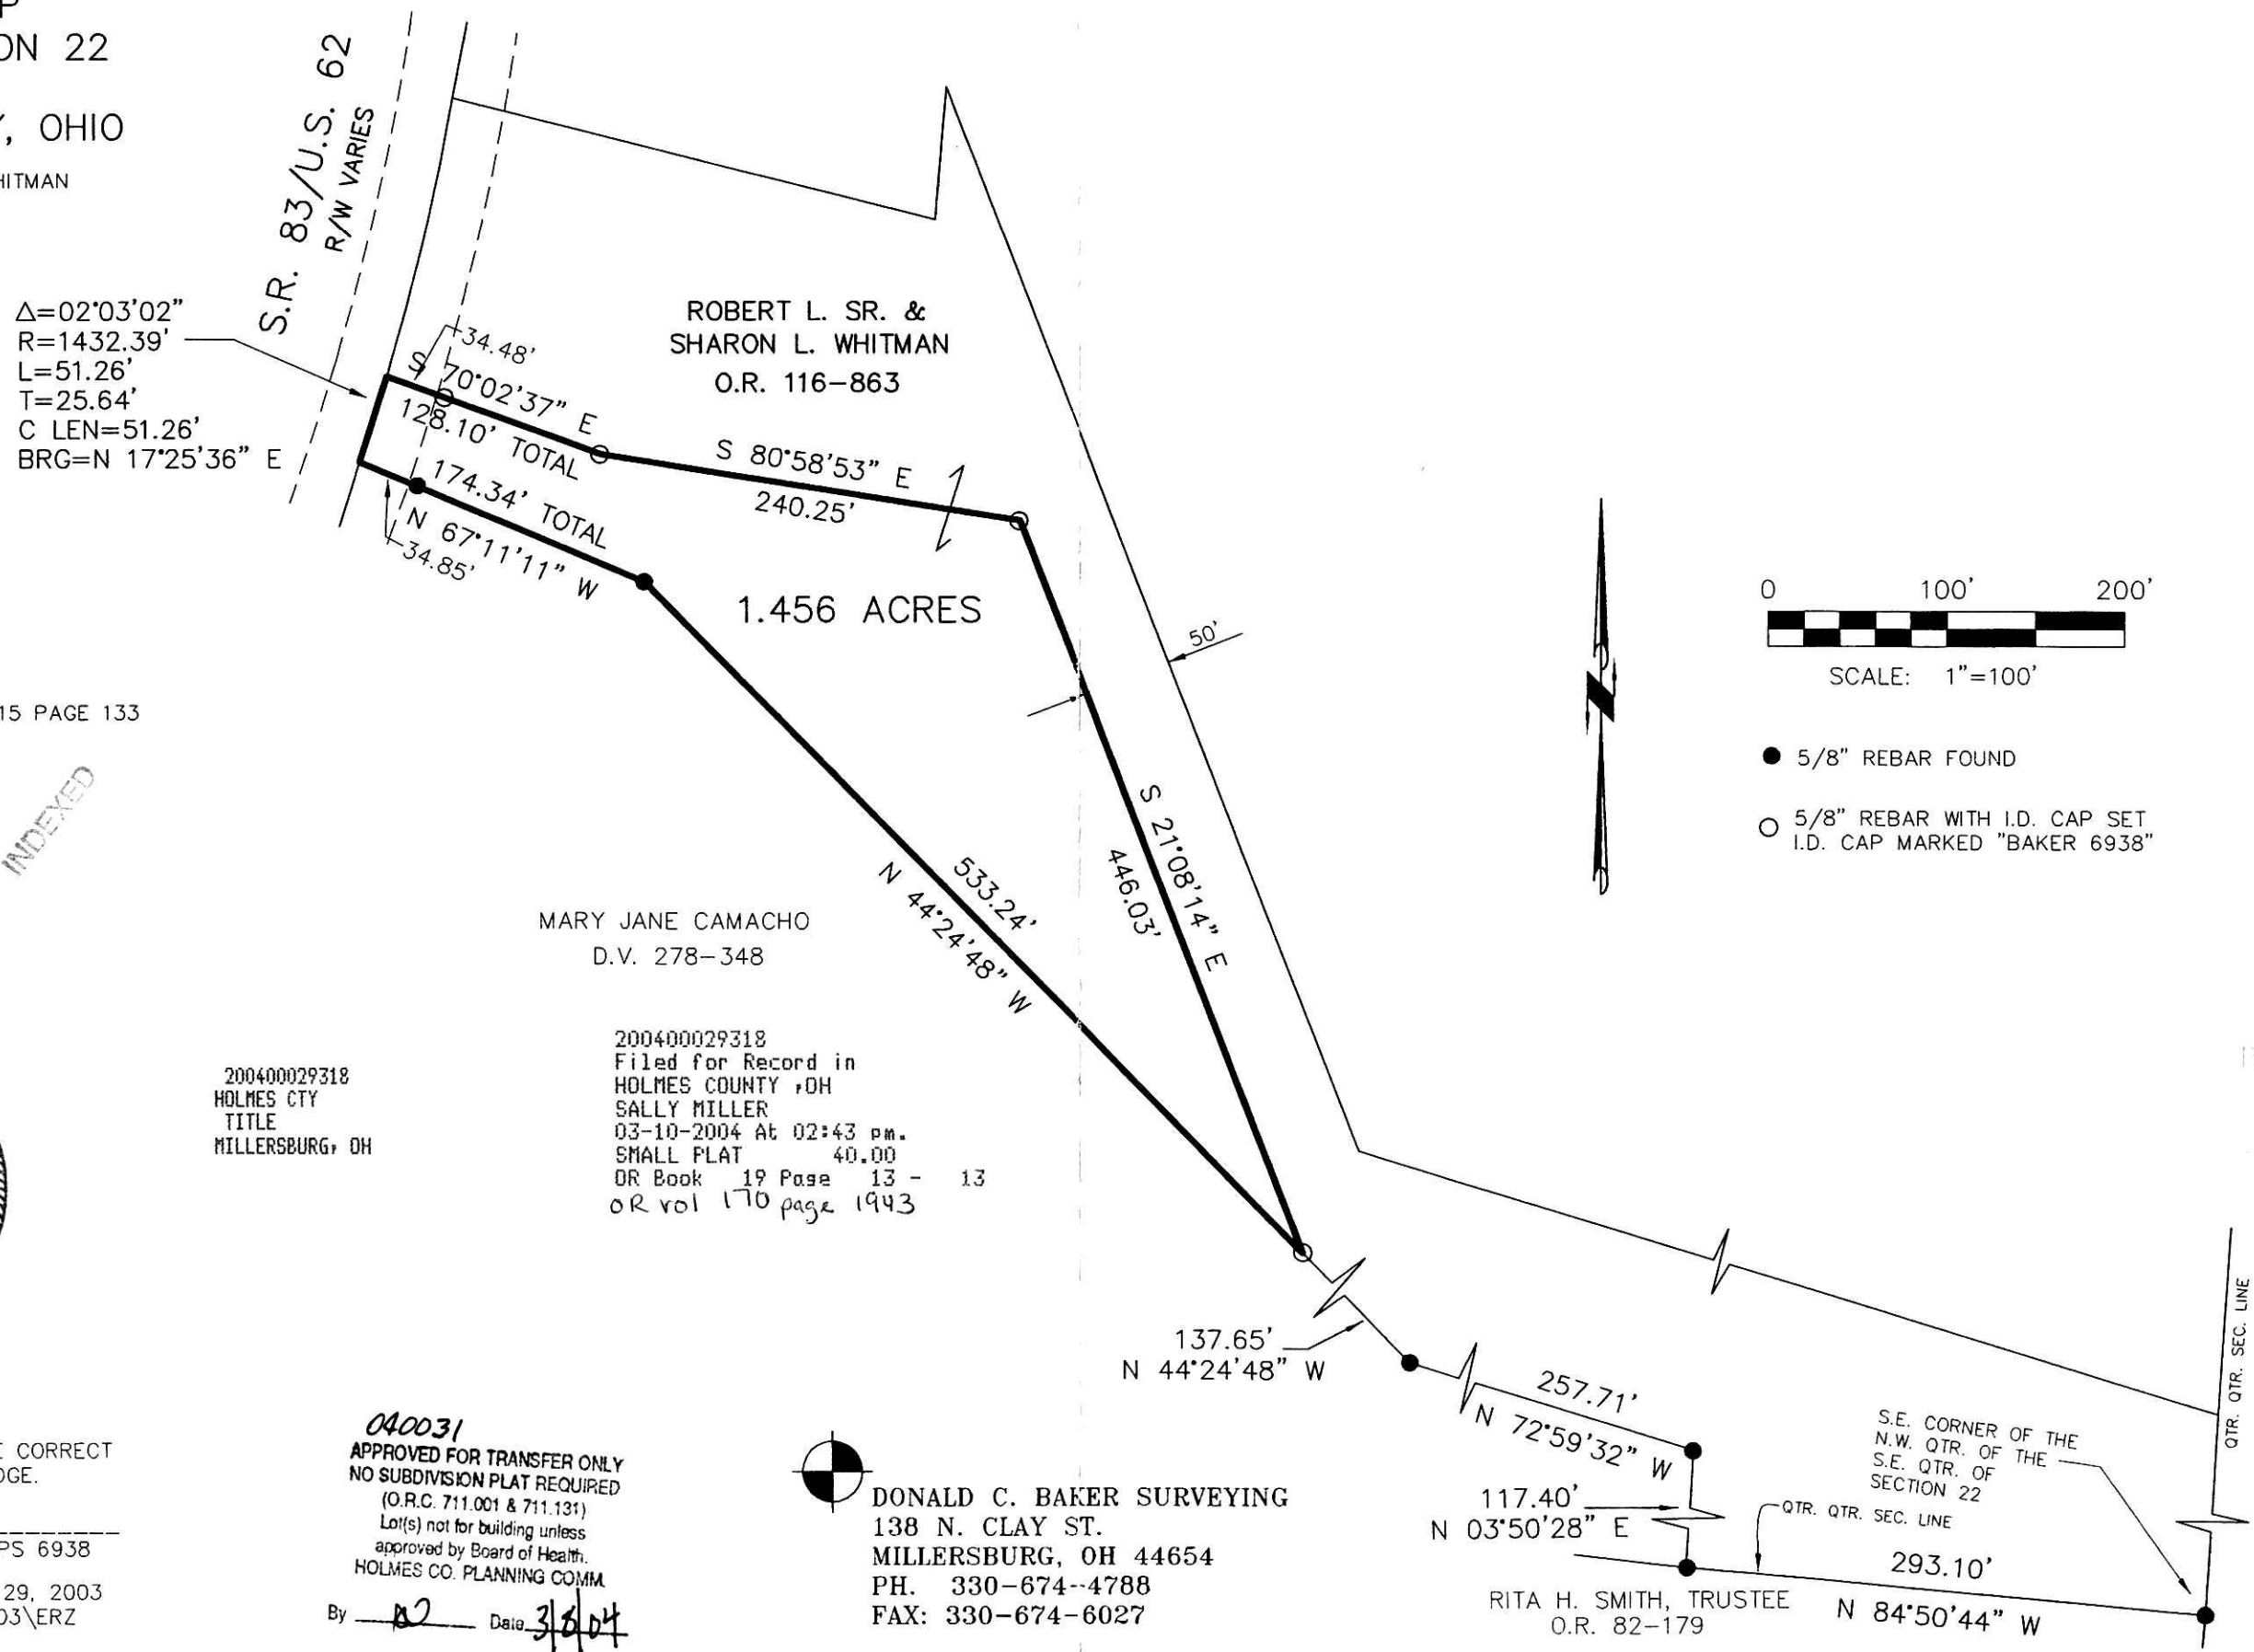 P
ON 22
Y, OHIO
HITMAN
S.R. 83/U.S. 62
R/W VARIES
Δ=02°03'02"
R=1432.39'
L=51.26'
T=25.64'
C LEN=51.26'
BRG=N 17°25'36" E
34.48'
S 70°02'37" E
128.10' TOTAL
174.34' TOTAL
N 67°11'11" W
34.85'
ROBERT L. SR. &
SHARON L. WHITMAN
O.R. 116-863
S 80°58'53" E
240.25'
1.456 ACRES
50'
0 100' 200'
SCALE: 1"=100'
5/8" REBAR FOUND
5/8" REBAR WITH I.D. CAP SET
I.D. CAP MARKED "BAKER 6938"
15 PAGE 133
INDEXED
S 21°08'14" E
446.03'
533.24'
N 44°24'48" W
MARY JANE CAMACHO
D.V. 278-348
200400029318
HOLMES CTY
TITLE
MILLERSBURG, OH
200400029318
Filed for Record in
HOLMES COUNTY ,OH
SALLY MILLER
03-10-2004 At 02:43 pm.
SMALL PLAT 40.00
OR Book 19 Page 13 - 13
OR vol 170 page 1943
137.65'
N 44°24'48" W
257.71'
N 72°59'32" W
117.40'
N 03°50'28" E
S.E. CORNER OF THE
N.W. QTR. OF THE
S.E. QTR. OF
SECTION 22
QTR. QTR. SEC. LINE
QTR. QTR. SEC. LINE
293.10'
N 84°50'44" W
RITA H. SMITH, TRUSTEE
O.R. 82-179
E CORRECT
DGE.
PS 6938
29, 2003
03\ERZ
040031
APPROVED FOR TRANSFER ONLY
NO SUBDIVISION PLAT REQUIRED
(O.R.C. 711.001 & 711.131)
Lot(s) not for building unless
approved by Board of Health.
HOLMES CO. PLANNING COMM.
By Date 3/8/04
DONALD C. BAKER SURVEYING
138 N. CLAY ST.
MILLERSBURG, OH 44654
PH. 330-674--4788
FAX: 330-674-6027